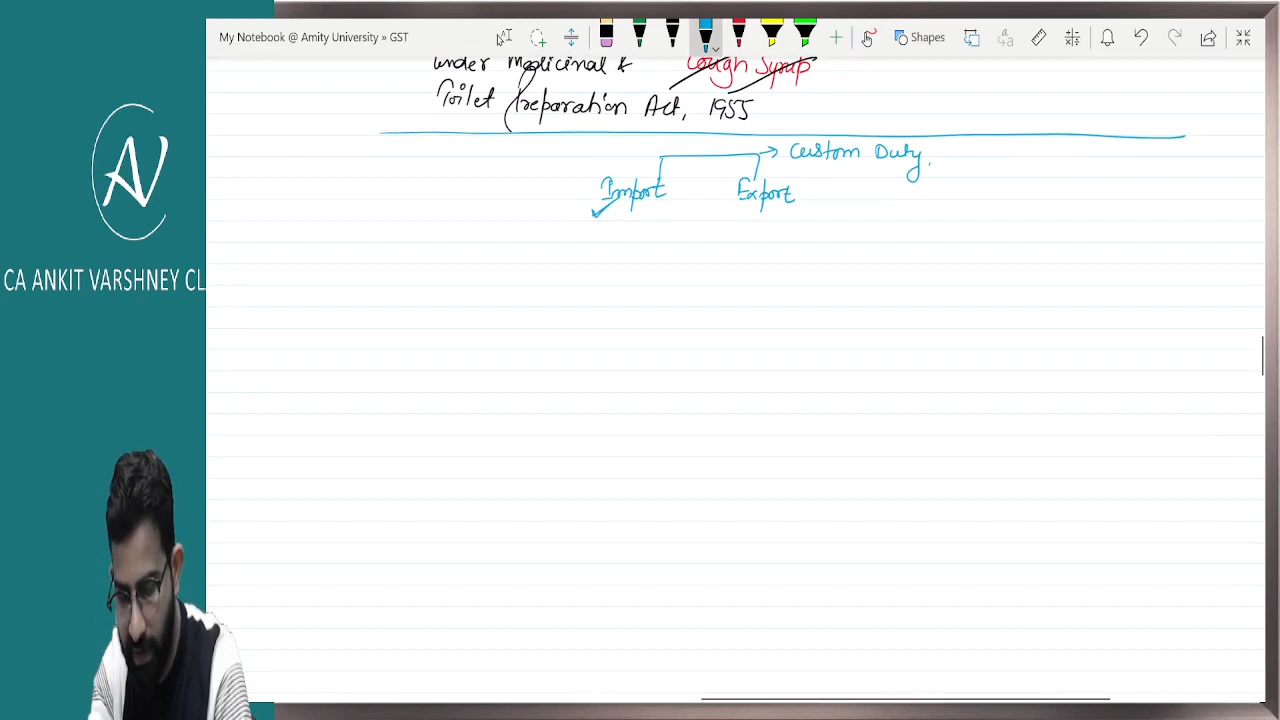 My Notebook @ Amity University » GST
Shapes
under Medicinal & Cough Syrup
Toilet Preparation Act, 1955
Custom Duty.
Import Export
AV
CA ANKIT VARSHNEY CL